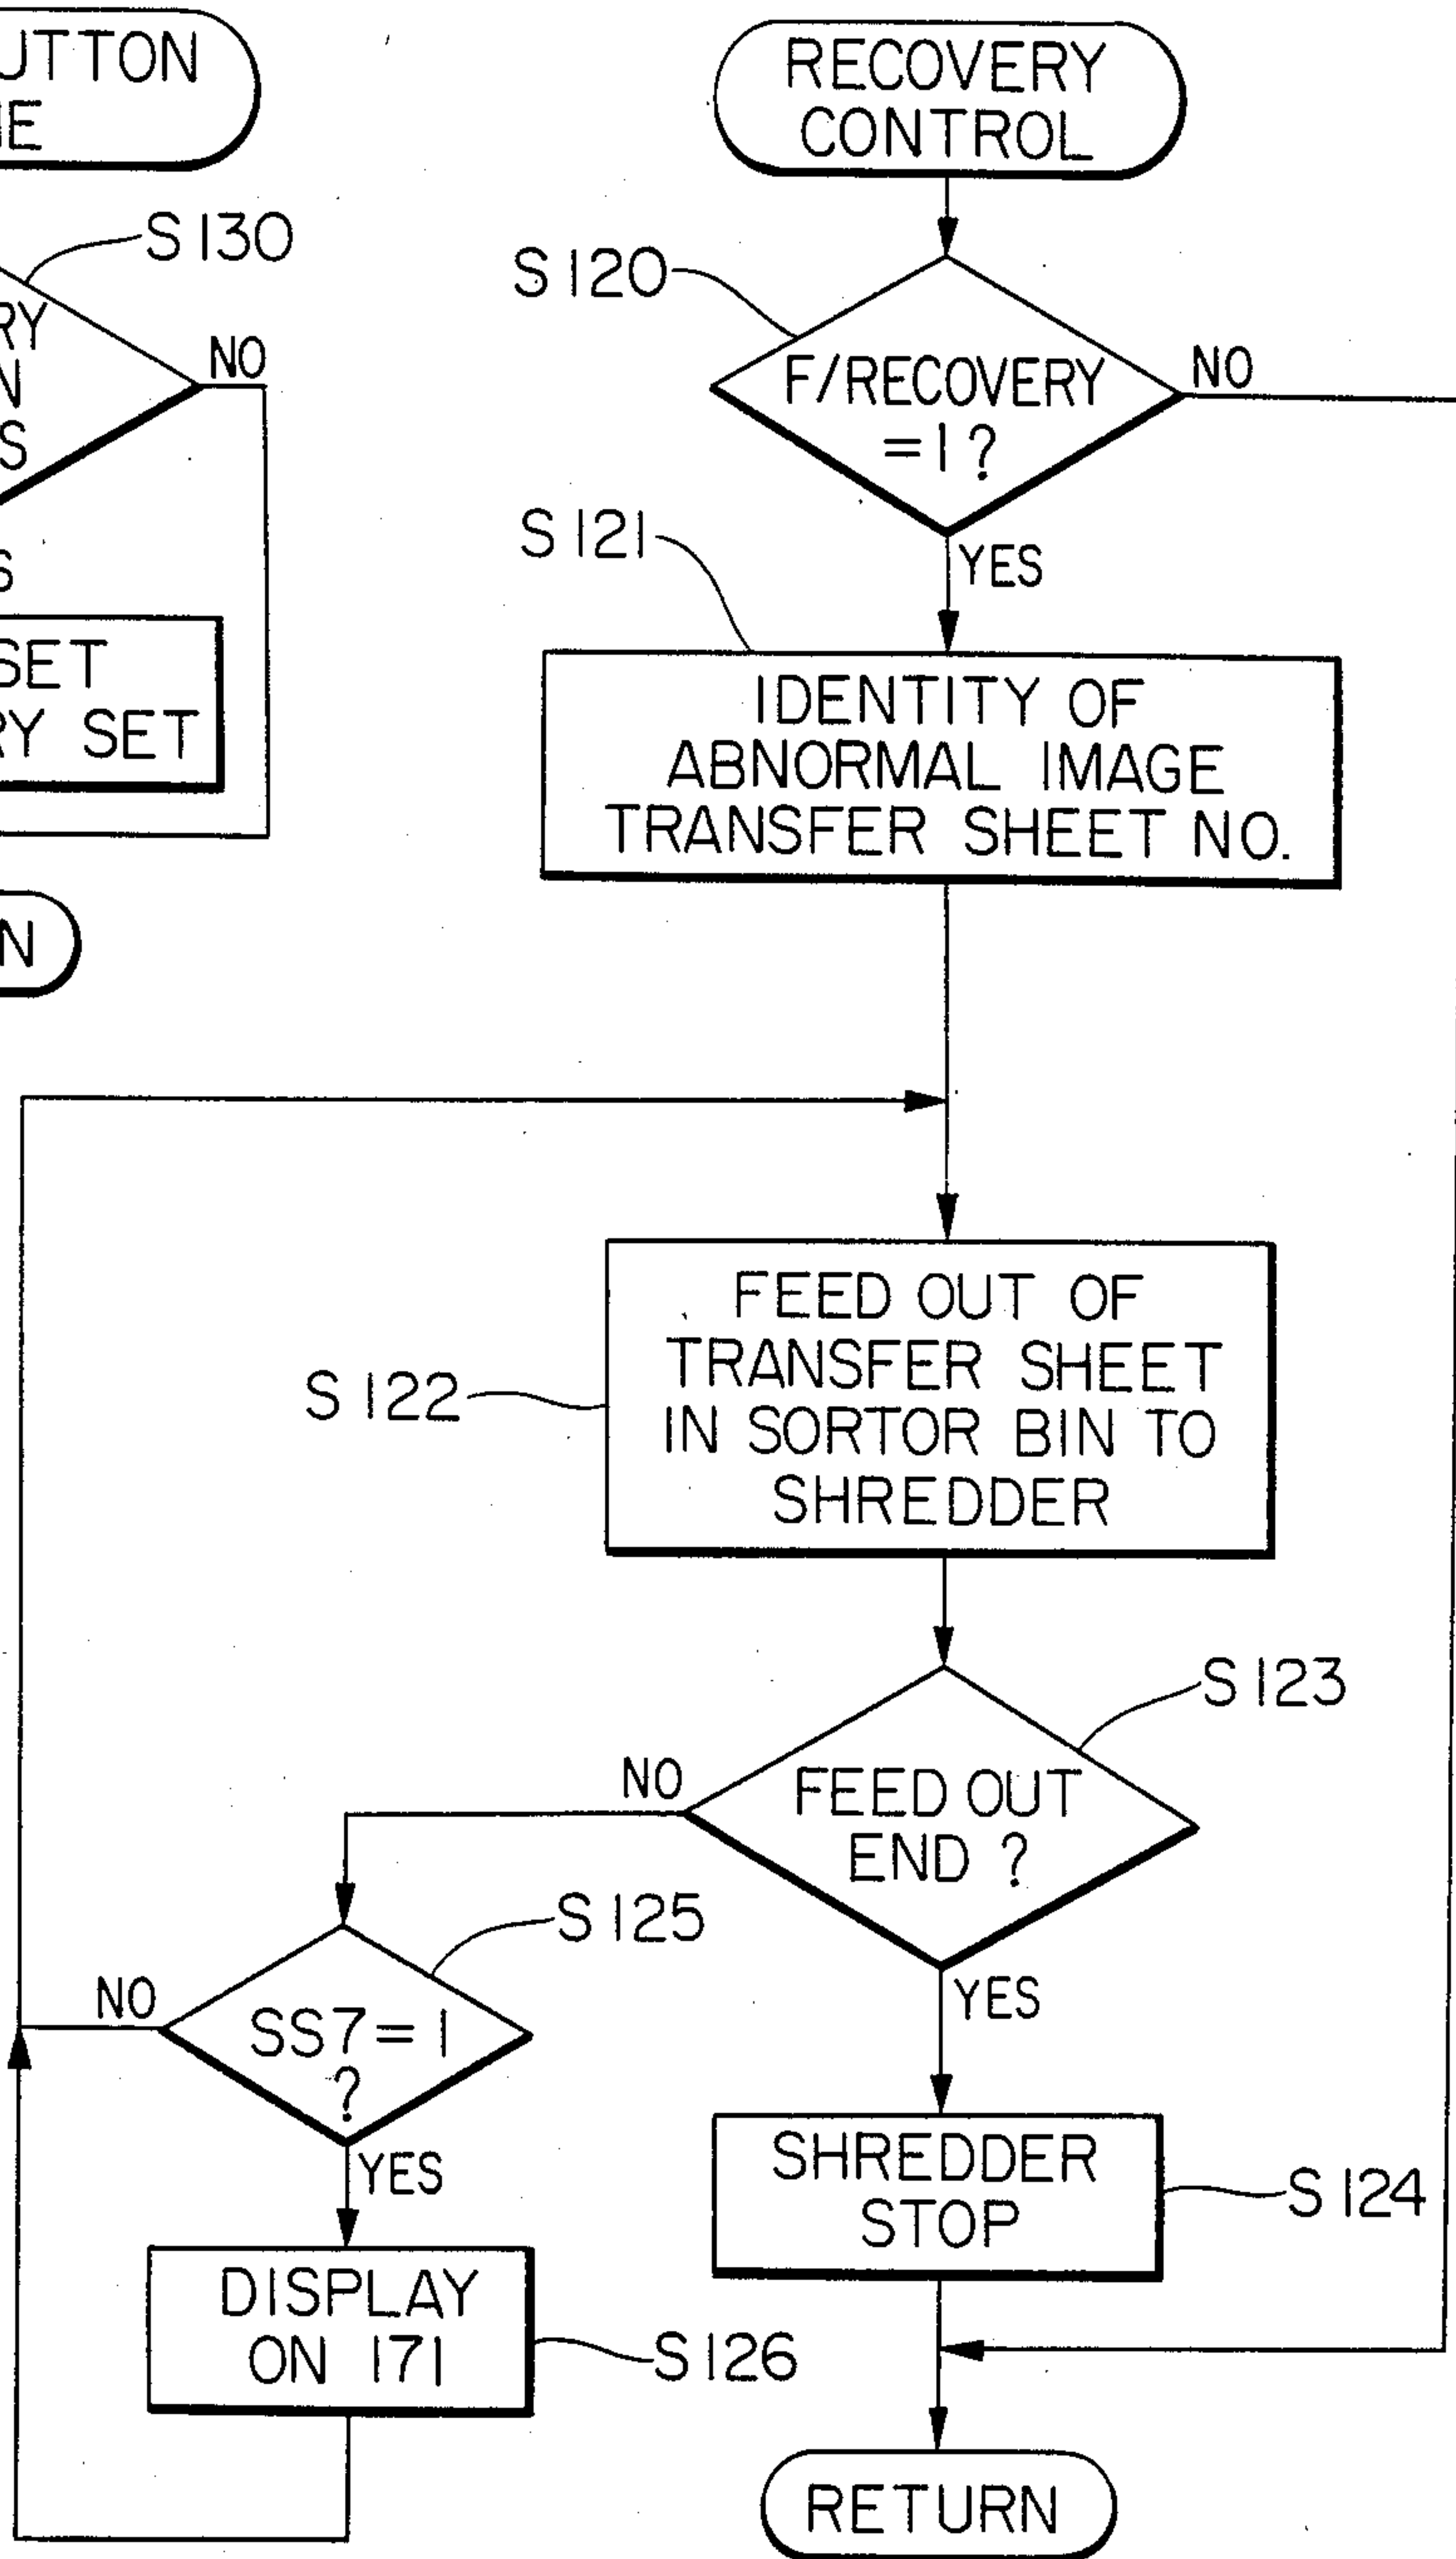 UTTON
S130
RY
N
NO
S
S
SET
RY SET
N
RECOVERY
CONTROL
S120
F/RECOVERY
=1?
NO
YES
S121
IDENTITY OF
ABNORMAL IMAGE
TRANSFER SHEET NO.
S122
FEED OUT OF
TRANSFER SHEET
IN SORTOR BIN TO
SHREDDER
S123
FEED OUT
END ?
NO
YES
S125
SS7=1
?
NO
YES
SHREDDER
STOP
S124
DISPLAY
ON 171
S126
RETURN